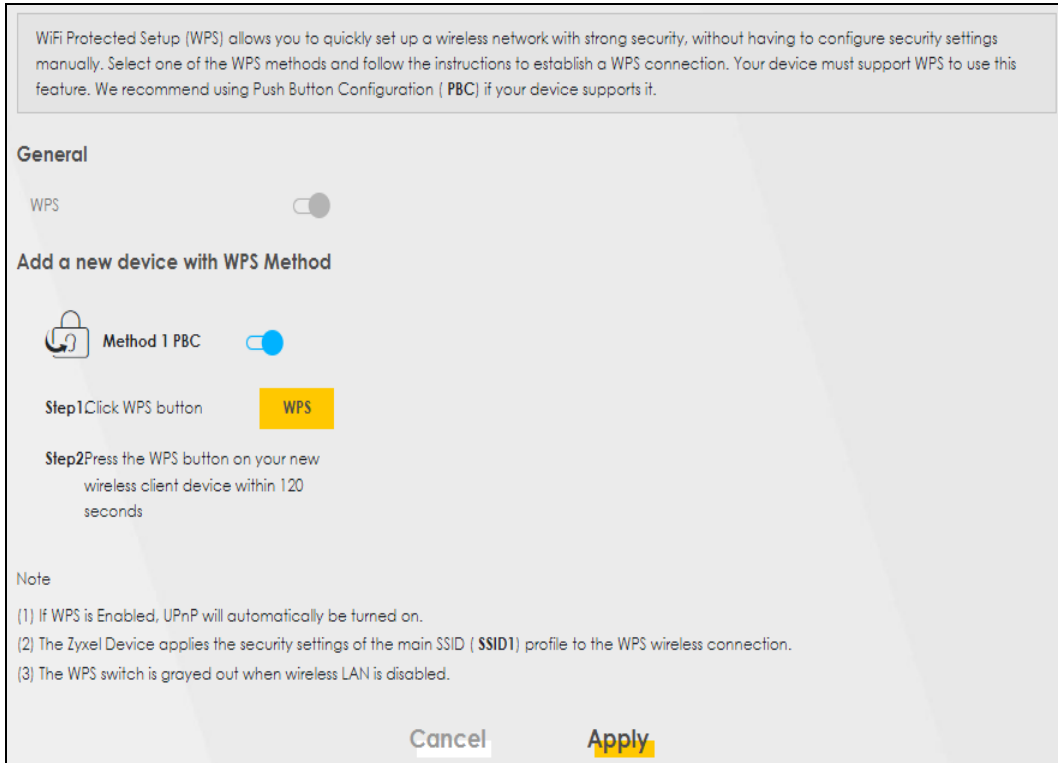 WiFi Protected Setup (WPS) allows you to quickly set up a wireless network with strong security, without having to configure security settings
manually. Select one of the WPS methods and follow the instructions to establish a WPS connection. Your device must support WPS to use this
feature. We recommend using Push Button Configuration ( PBC) if your device supports it.
General
WPS
Add a new device with WPS Method
Method 1 PBC
Step1.Click WPS button WPS
Step2Press the WPS button on your new
wireless client device within 120
seconds
Note
(1) If WPS is Enabled, UPnP will automatically be turned on.
(2) The Zyxel Device applies the security settings of the main SSID ( SSID1) profile to the WPS wireless connection.
(3) The WPS switch is grayed out when wireless LAN is disabled.
Cancel Apply